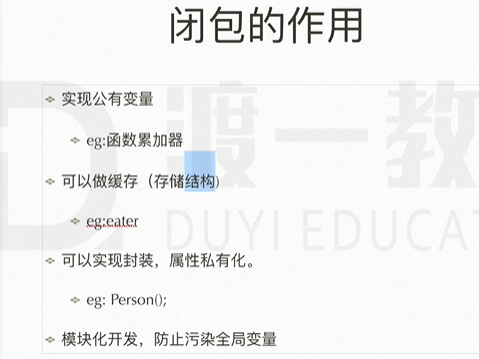 闭包的作用
实现公有变量
eg:函数累加器
可以做缓存（存储结构)
eg:eater
可以实现封装，属性私有化。
eg: Person();
模块化开发，防止污染全局变量
渡一教
DUYI EDUCAT